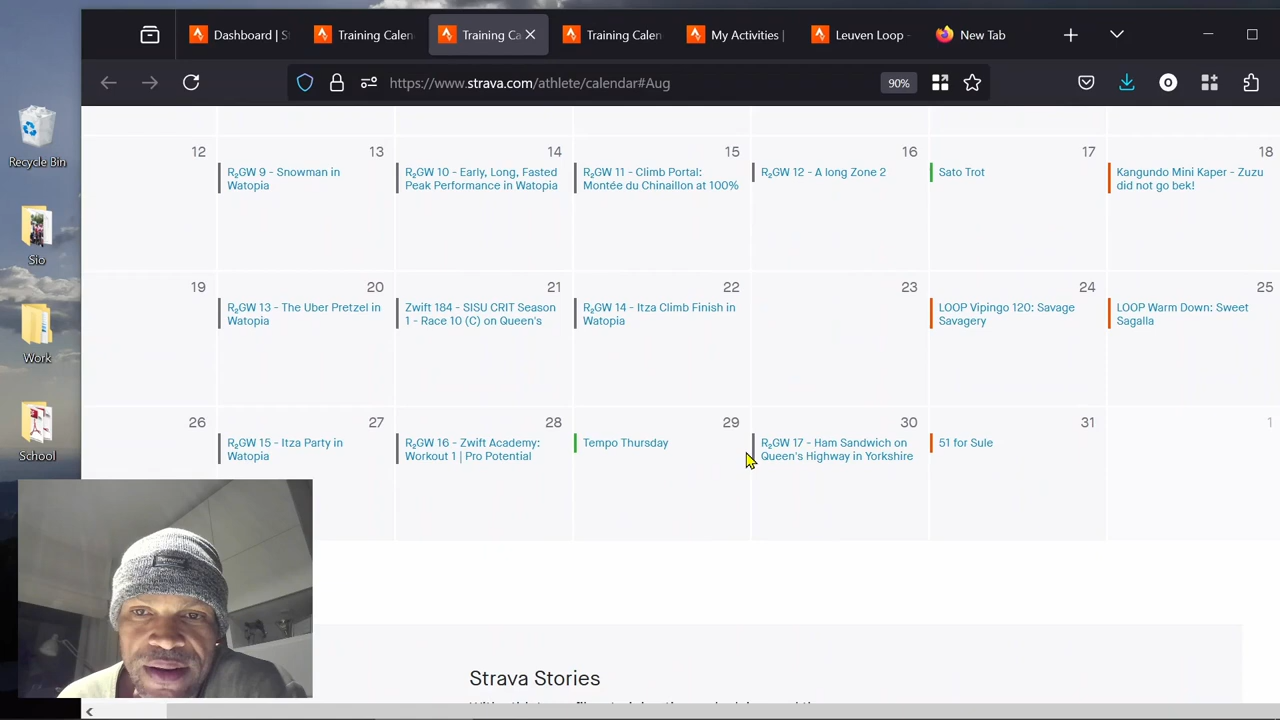 Dashboard | S
Training Calen
Training Ca
Training Calen
My Activities |
Leuven Loop -
New Tab
https://www.strava.com/athlete/calendar#Aug
90%
Recycle Bin
Sio
Work
School
12
13
14
15
16
17
18
R₂GW 9 - Snowman in
Watopia
R₂GW 10 - Early, Long, Fasted
Peak Performance in Watopia
R₂GW 11 - Climb Portal:
Montée du Chinaillon at 100%
R₂GW 12 - A long Zone 2
Sato Trot
Kangundo Mini Kaper - Zuzu
did not go bek!
19
20
21
22
23
24
25
R₂GW 13 - The Uber Pretzel in
Watopia
Zwift 184 - SISU CRIT Season
1 - Race 10 (C) on Queen's
R₂GW 14 - Itza Climb Finish in
Watopia
LOOP Vipingo 120: Savage
Savagery
LOOP Warm Down: Sweet
Sagalla
26
27
28
29
30
31
1
R₂GW 15 - Itza Party in
Watopia
R₂GW 16 - Zwift Academy:
Workout 1 | Pro Potential
Tempo Thursday
R₂GW 17 - Ham Sandwich on
Queen's Highway in Yorkshire
51 for Sule
Strava Stories